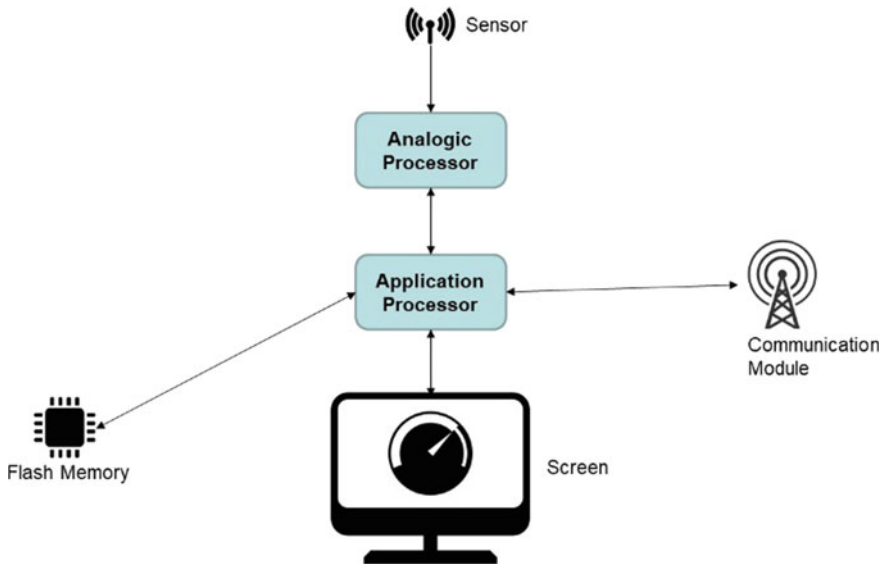 Sensor
Analogic
Processor
Application
Processor
Communication
Module
Flash Memory
Screen